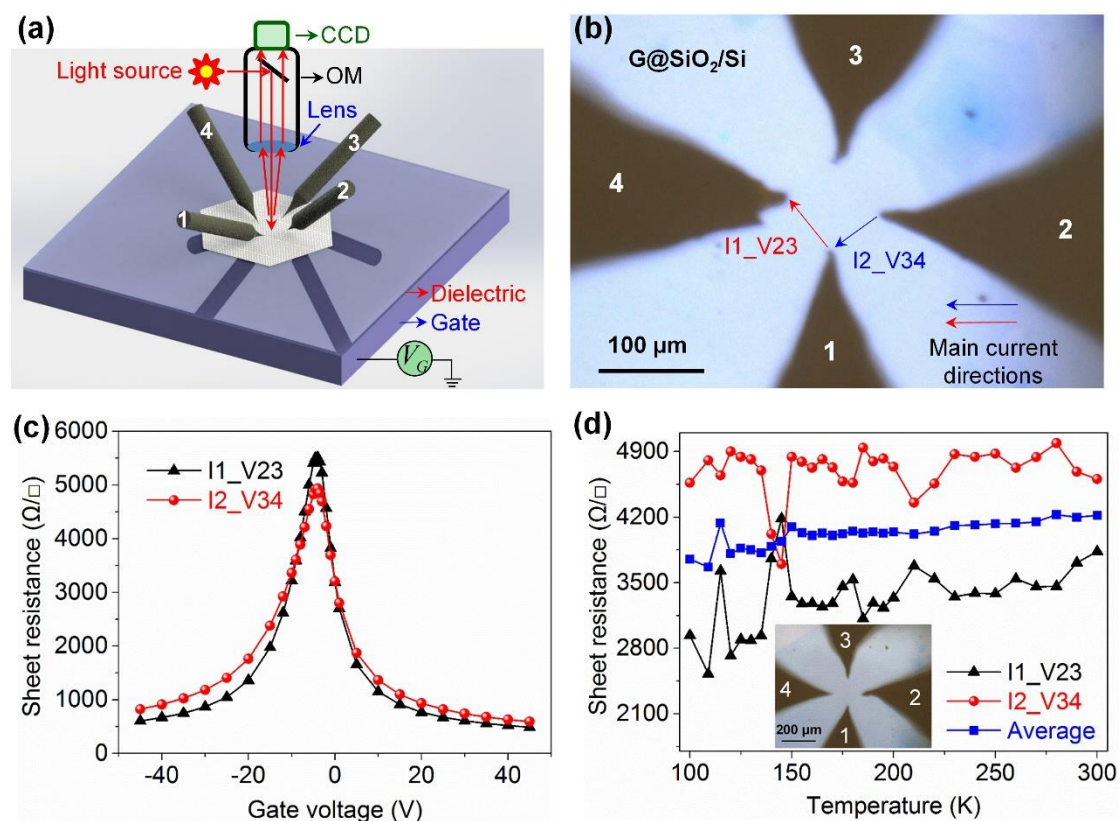 (a)
CCD
Light source
OM
Lens
4
3
2
1
Dielectric
Gate
V_G
(b)
G@SiO₂/Si
3
4
2
I1_V23
I2_V34
1
100 µm
Main current
directions
(c)
Sheet resistance (Ω/□)
6000
5000
4000
3000
2000
1000
0
I1_V23
I2_V34
-40
-20
0
20
40
Gate voltage (V)
(d)
Sheet resistance (Ω/□)
4900
4200
3500
2800
2100
3
4
2
1
200 µm
I1_V23
I2_V34
Average
100
150
200
250
300
Temperature (K)